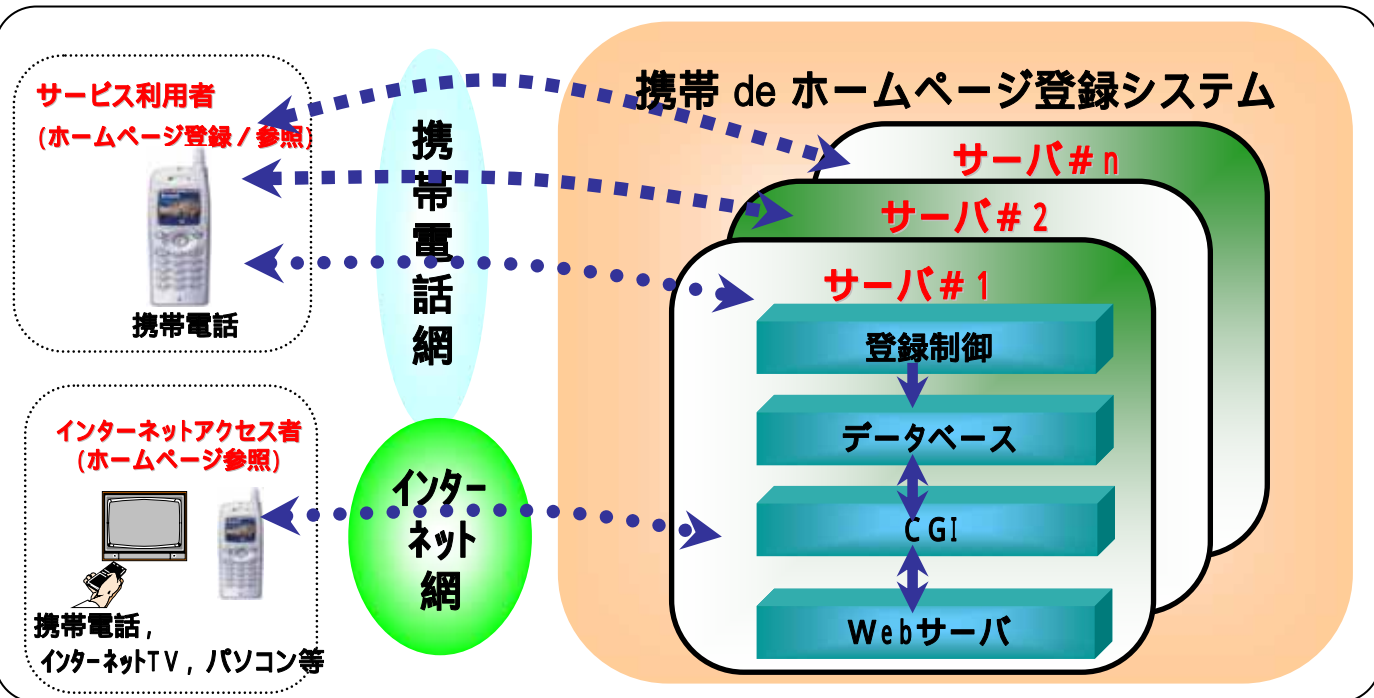 携帯 de ホームページ登録システム
サービス利用者
(ホームページ登録/参照)
携帯電話
携帯電話網
インターネットアクセス者
(ホームページ参照)
携帯電話,
インターネットTV, パソコン等
インター
ネット
網
サーバ#n
サーバ#2
サーバ#1
登録制御
データベース
CGI
Webサーバ